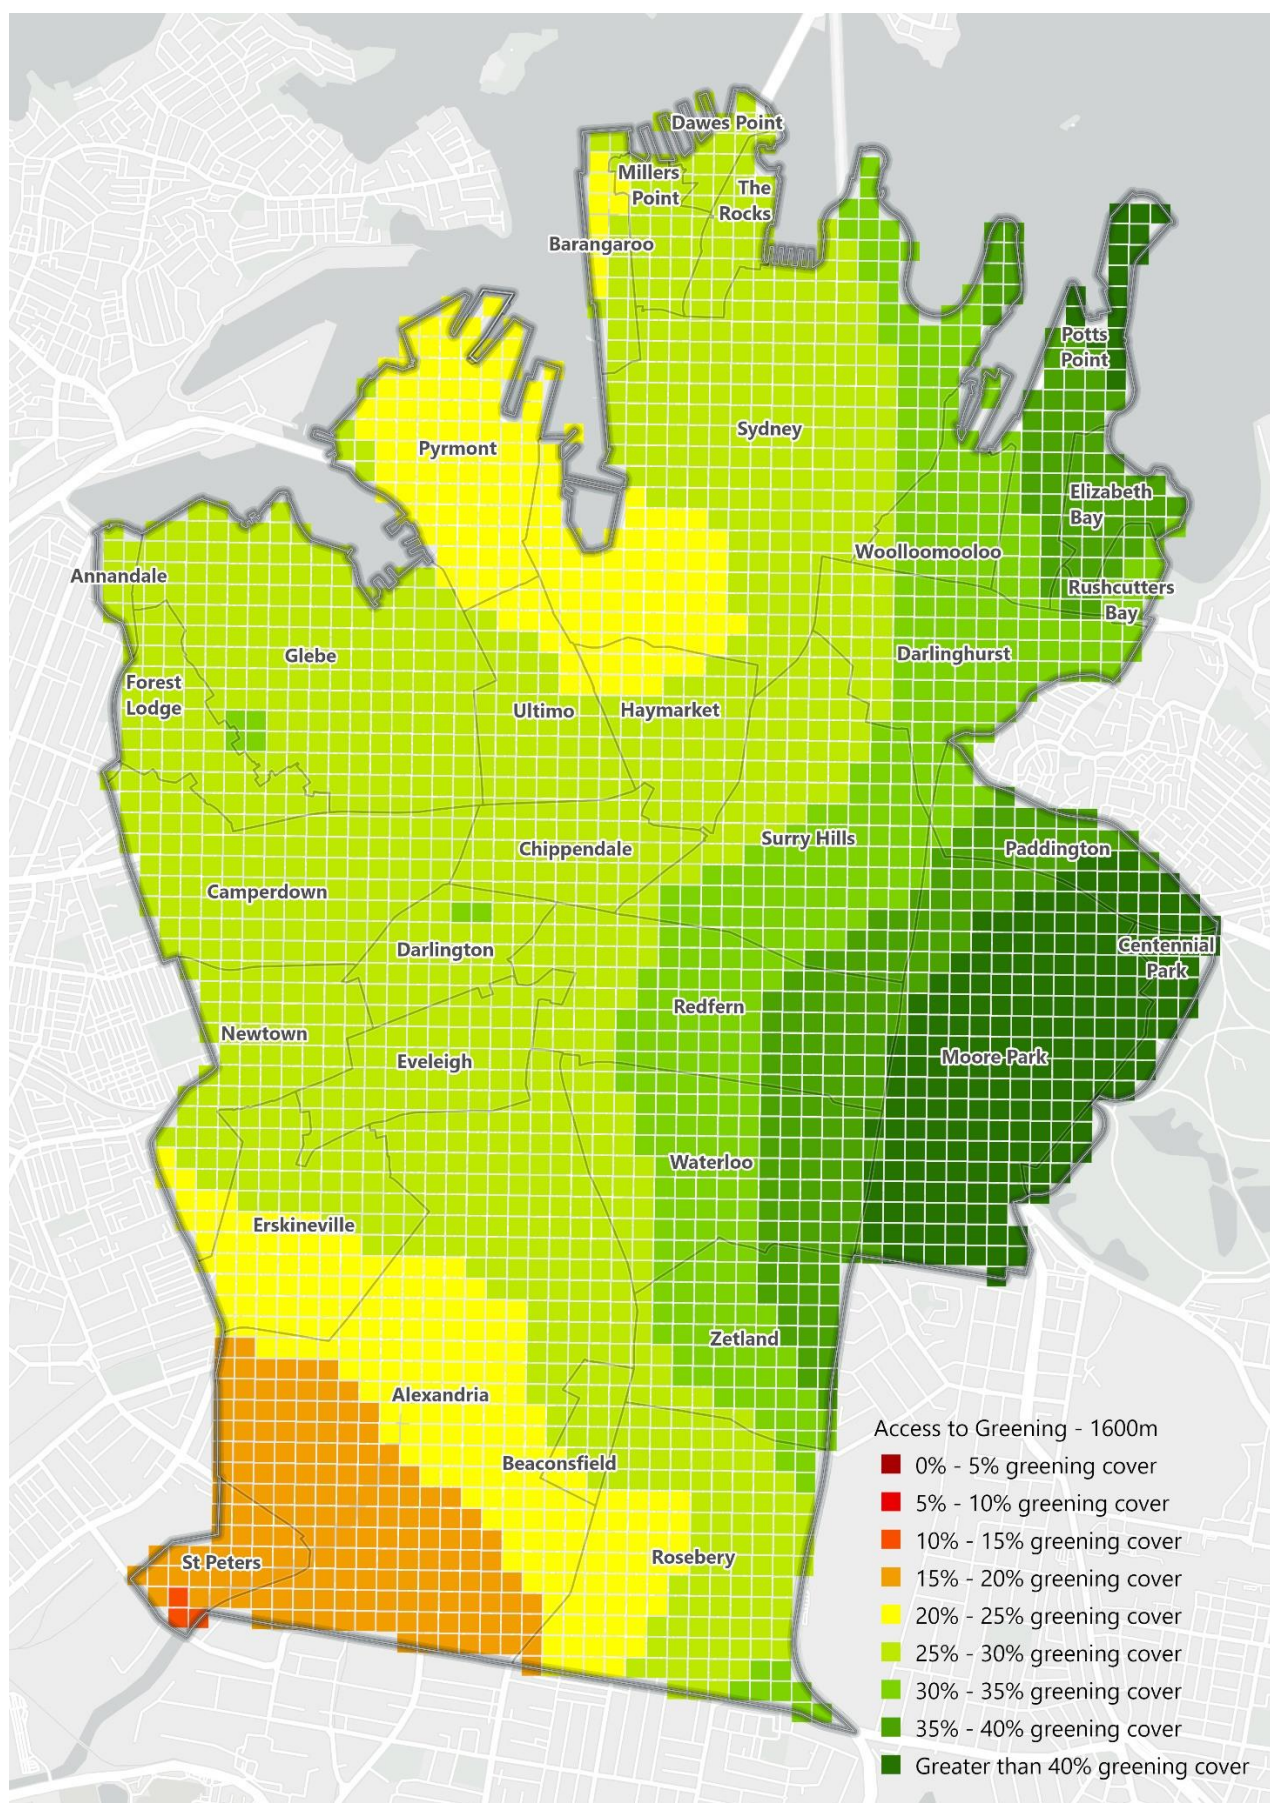 Dawes Point
Millers
Point
The
Rocks
Barangaroo
Potts
Point
Sydney
Pyrmont
Elizabeth
Bay
Woolloomooloo
Annandale
Rushcutters
Bay
Glebe
Darlinghurst
Forest
Lodge
Ultimo
Haymarket
Surry Hills
Chippendale
Paddington
Camperdown
Darlington
Centennial
Park
Redfern
Newtown
Eveleigh
Moore Park
Waterloo
Erskineville
Zetland
Alexandria
Beaconsfield
St Peters
Rosebery
Access to Greening - 1600m
0% - 5% greening cover
5% - 10% greening cover
10% - 15% greening cover
15% - 20% greening cover
20% - 25% greening cover
25% - 30% greening cover
30% - 35% greening cover
35% - 40% greening cover
Greater than 40% greening cover